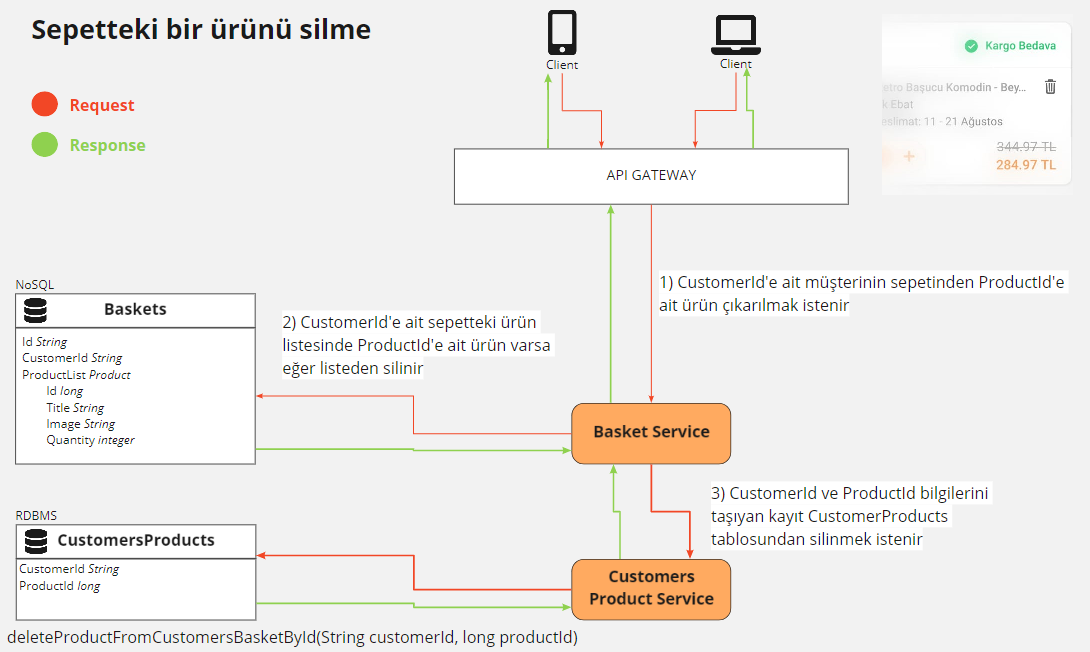 Sepetteki bir ürünü silme
Request
Response
Client
Client
Kargo Bedava
etro Başucu Komodin - Bey...
k Ebat
eslimat: 11 - 21 Ağustos
+
344.97 TL
284.97 TL
API GATEWAY
1) CustomerId'e ait müşterinin sepetinden ProductId'e
ait ürün çıkarılmak istenir
NoSQL
Baskets
Id String
CustomerId String
ProductList Product
Id long
Title String
Image String
Quantity integer
2) CustomerId'e ait sepetteki ürün
listesinde ProductId'e ait ürün varsa
eğer listeden silinir
Basket Service
3) CustomerId ve ProductId bilgilerini
taşıyan kayıt CustomerProducts
tablosundan silinmek istenir
RDBMS
CustomersProducts
CustomerId String
ProductId long
Customers
Product Service
deleteProductFromCustomersBasketById(String customerId, long productId)